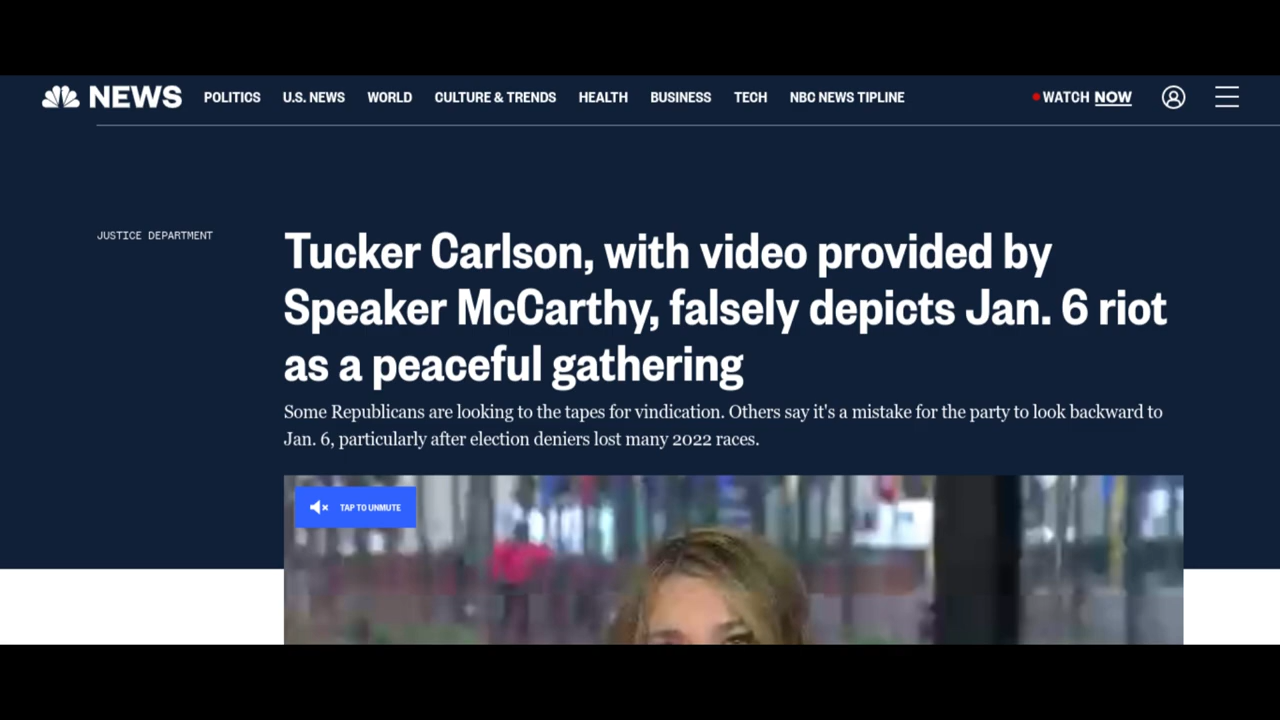 NEWS POLITICS U.S. NEWS WORLD CULTURE & TRENDS HEALTH BUSINESS TECH NBC NEWS TIPLINE WATCH NOW
JUSTICE DEPARTMENT
Tucker Carlson, with video provided by
Speaker McCarthy, falsely depicts Jan. 6 riot
as a peaceful gathering
Some Republicans are looking to the tapes for vindication. Others say it's a mistake for the party to look backward to
Jan. 6, particularly after election deniers lost many 2022 races.
TAP TO UNMUTE